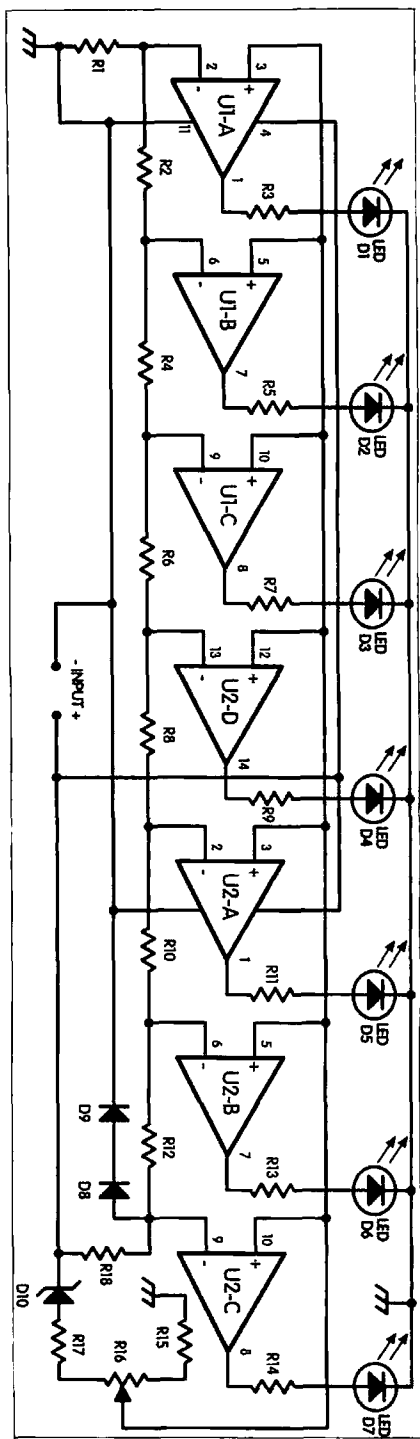 LED
D1
LED
D2
LED
D3
LED
D4
LED
D5
LED
D6
LED
D7
R3
R5
R7
R9
R11
R13
R14
3
+
4
U1-A
1
2
-
11
5
+
U1-B
7
6
-
10
+
U1-C
8
9
-
12
+
U2-D
14
13
-
3
+
U2-A
1
2
-
5
+
U2-B
7
6
-
10
+
U2-C
8
9
-
R1
R2
R4
R6
R8
R10
R12
D9
D8
R18
R15
R16
R17
D10
- INPUT +